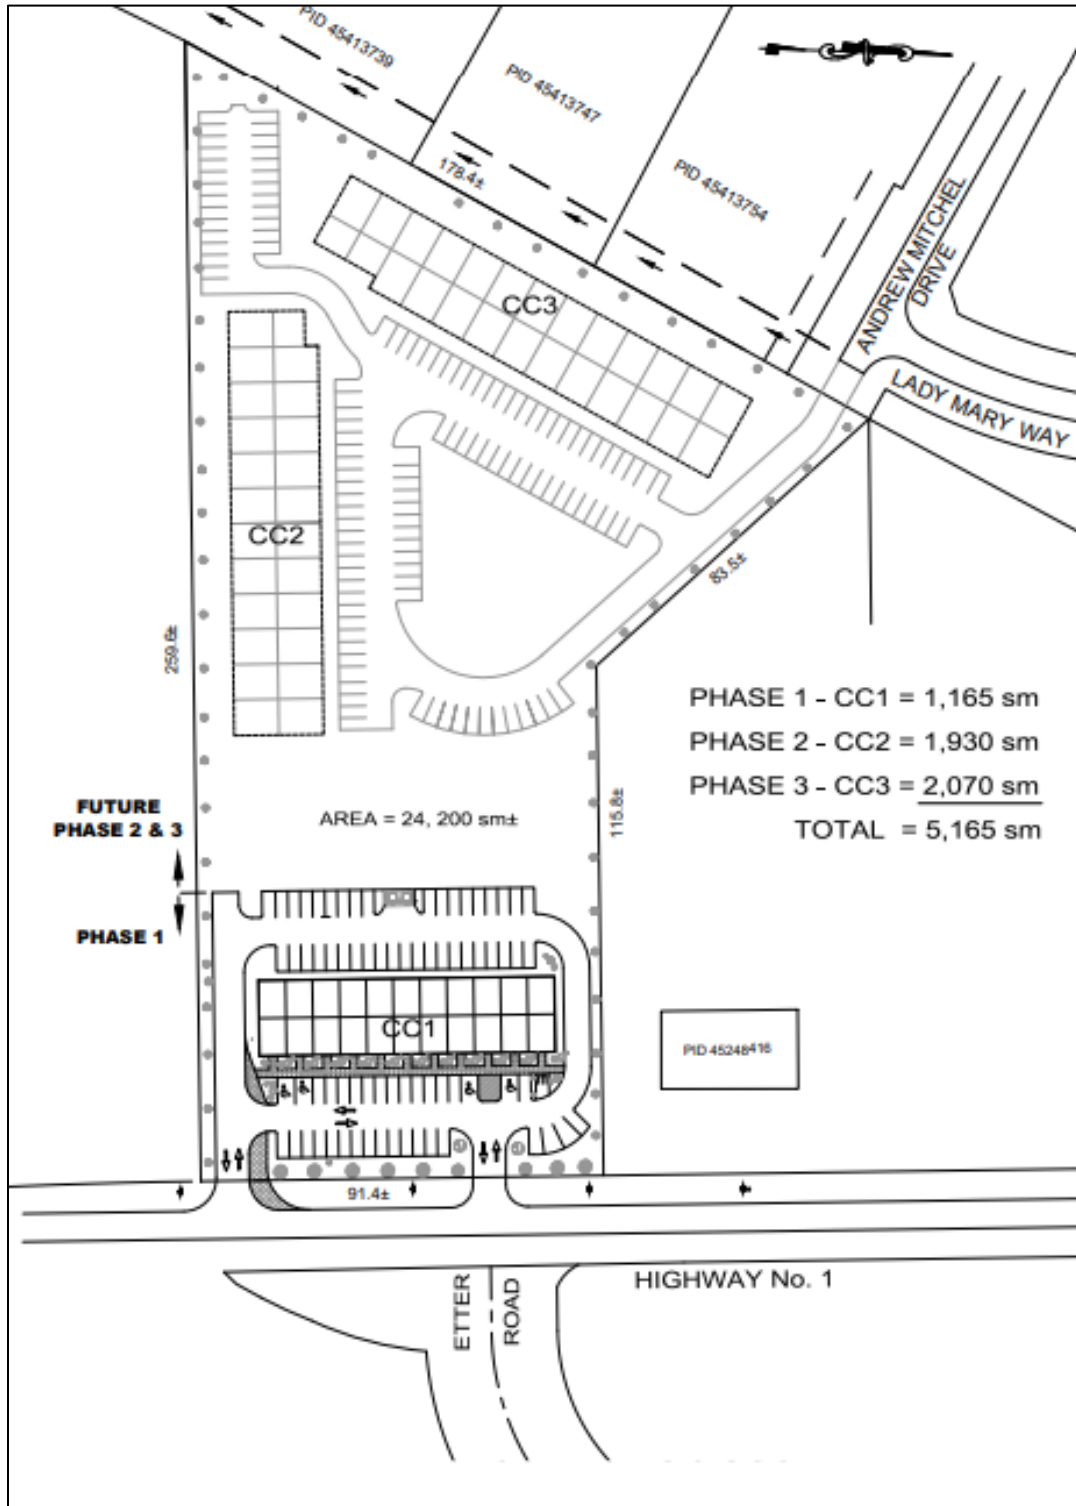 PID 45413739
PID 45413747
PID 45413754
178.4±
ANDREW MITCHEL
DRIVE
LADY MARY WAY
CC3
CC2
83.5±
259.6±
PHASE 1 - CC1 = 1,165 sm
PHASE 2 - CC2 = 1,930 sm
PHASE 3 - CC3 = 2,070 sm
TOTAL = 5,165 sm
115.8±
FUTURE
PHASE 2 & 3
AREA = 24, 200 sm±
PHASE 1
CC1
PID 45248416
91.4±
HIGHWAY No. 1
ETTER
ROAD